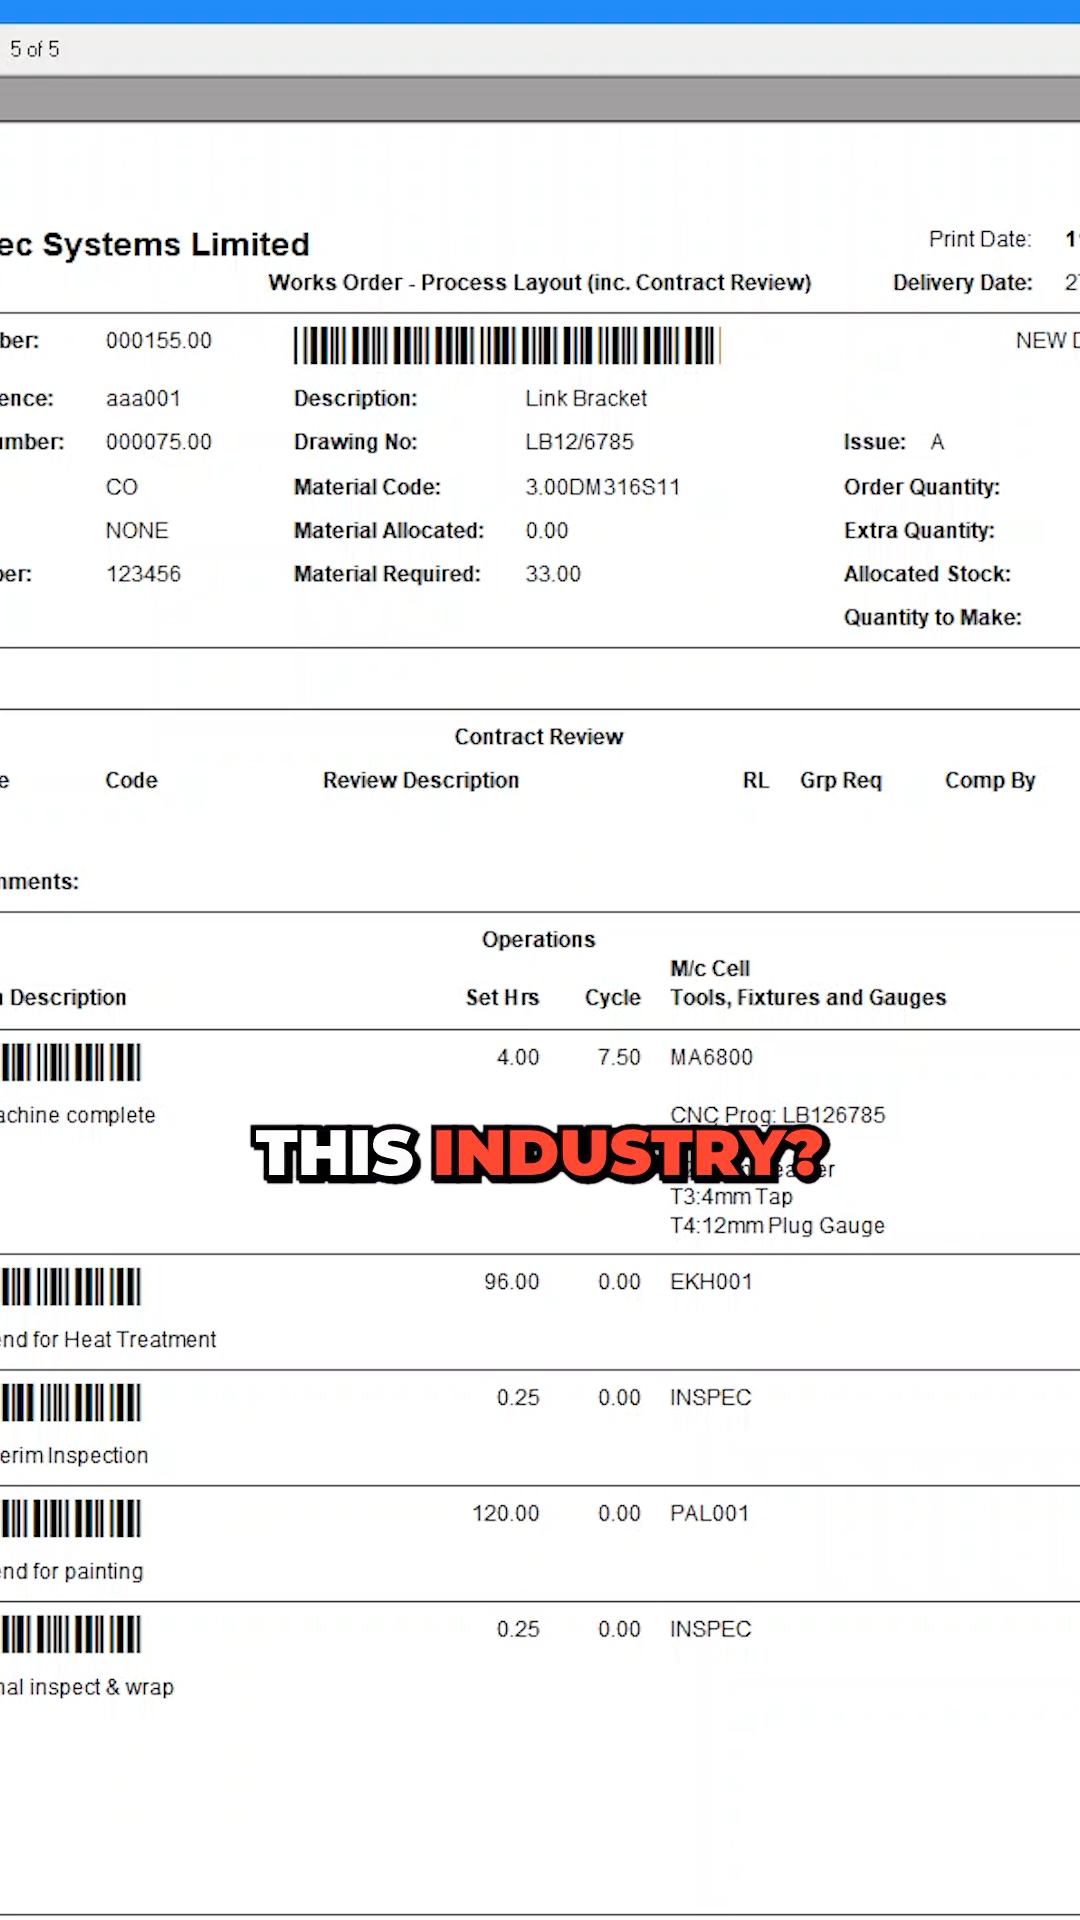 5 of 5
ec Systems Limited
Print Date:
Works Order - Process Layout (inc. Contract Review)
Delivery Date:
ber: 000155.00
NEW
ence: aaa001 Description: Link Bracket
umber: 000075.00 Drawing No: LB12/6785 Issue: A
CO Material Code: 3.00DM316S11 Order Quantity:
NONE Material Allocated: 0.00 Extra Quantity:
er: 123456 Material Required: 33.00 Allocated Stock:
Quantity to Make:
Contract Review
e Code Review Description RL Grp Req Comp By
mments:
Operations
M/c Cell
Description Set Hrs Cycle Tools, Fixtures and Gauges
4.00 7.50 MA6800
achine complete CNC Prog: LB126785
THIS INDUSTRY?
T3:4mm Tap
T4:12mm Plug Gauge
96.00 0.00 EKH001
end for Heat Treatment
0.25 0.00 INSPEC
erim Inspection
120.00 0.00 PAL001
end for painting
0.25 0.00 INSPEC
nal inspect & wrap